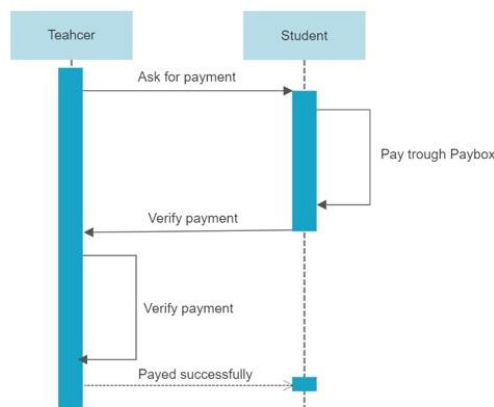 Teahcer
Student
Ask for payment
Pay trough Paybox
Verify payment
Verify payment
Payed successfully